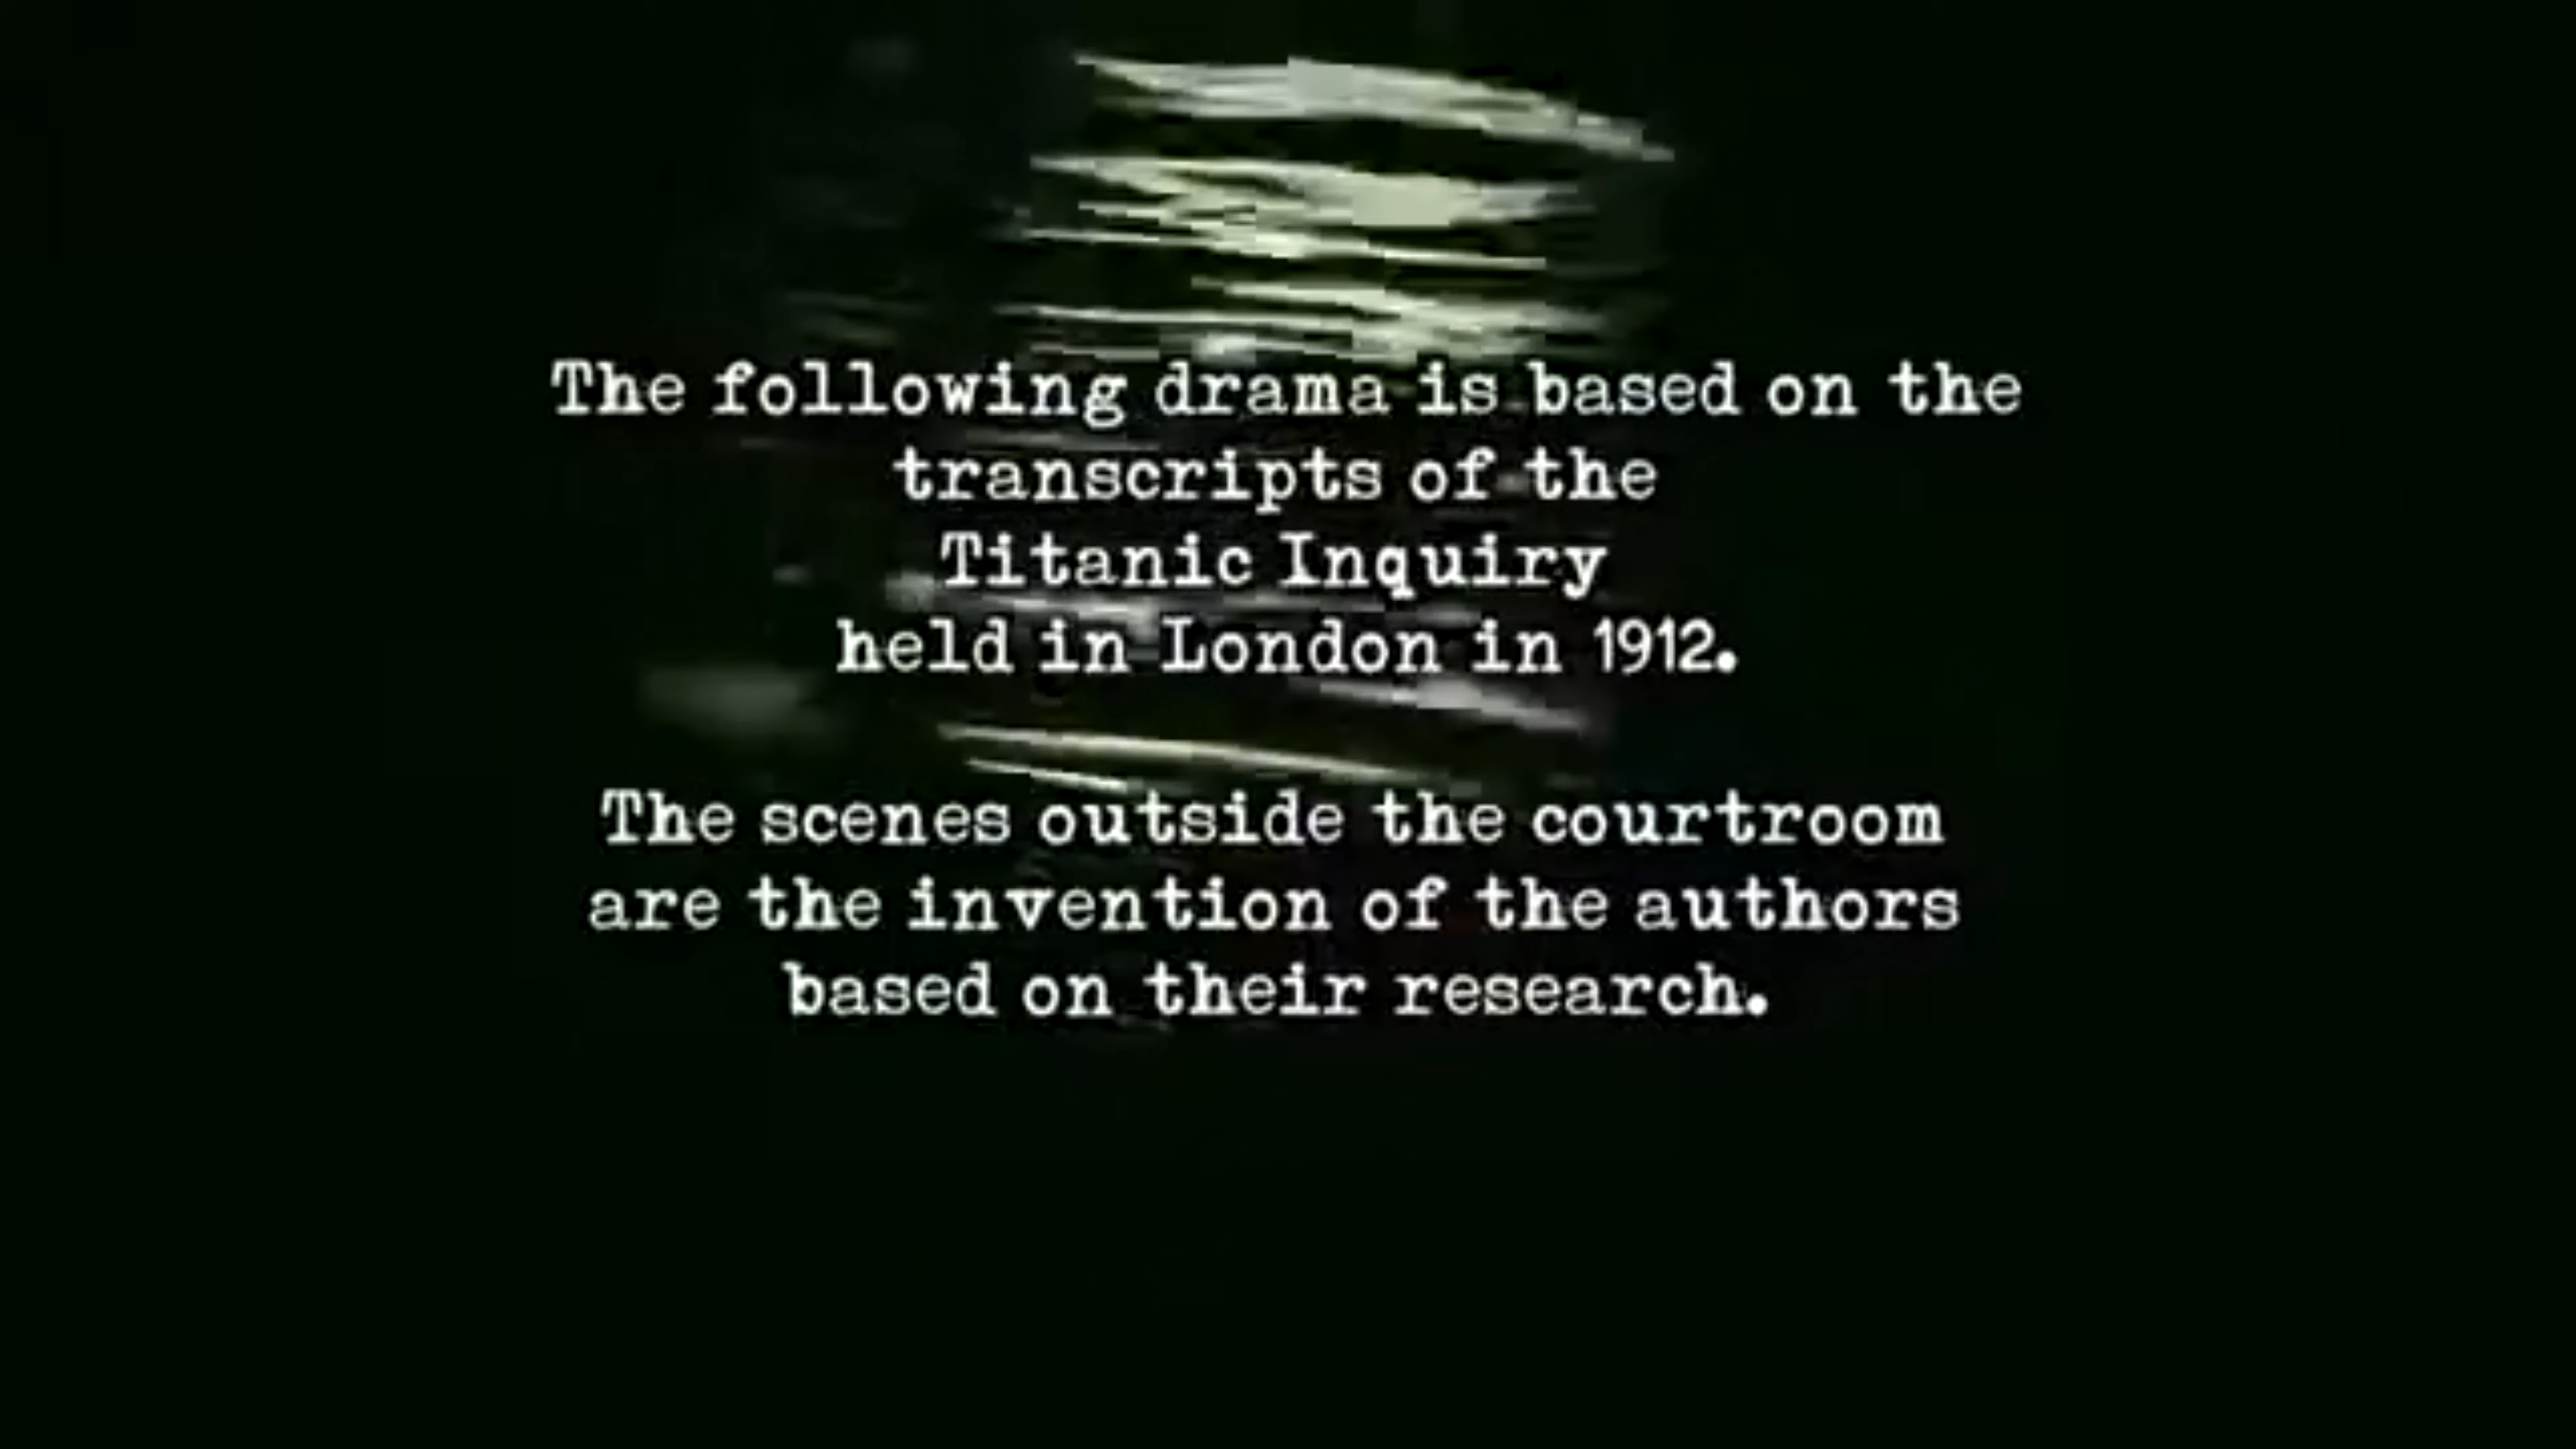 The following drama is based on the
transcripts of the
Titanic Inquiry
held in London in 1912.
The scenes outside the courtroom
are the invention of the authors
based on their research.